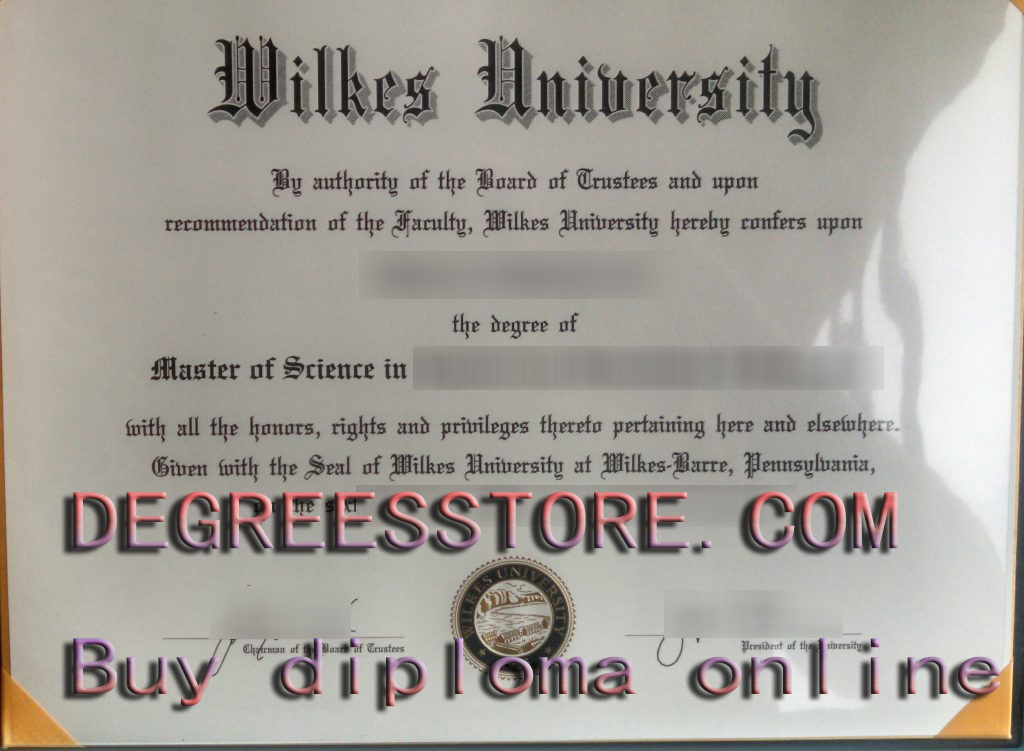 Wilkes University
By authority of the Board of Trustees and upon
recommendation of the Faculty, Wilkes University hereby confers upon
the degree of
Master of Science in
with all the honors, rights and privileges thereto pertaining here and elsewhere.
Given with the Seal of Wilkes University at Wilkes-Barre, Pennsylvania,
the
DEGREESSTORE. COM
WILKES UNIVERSITY
Chairman of the Board of Trustees
President of the University
Buy diploma online